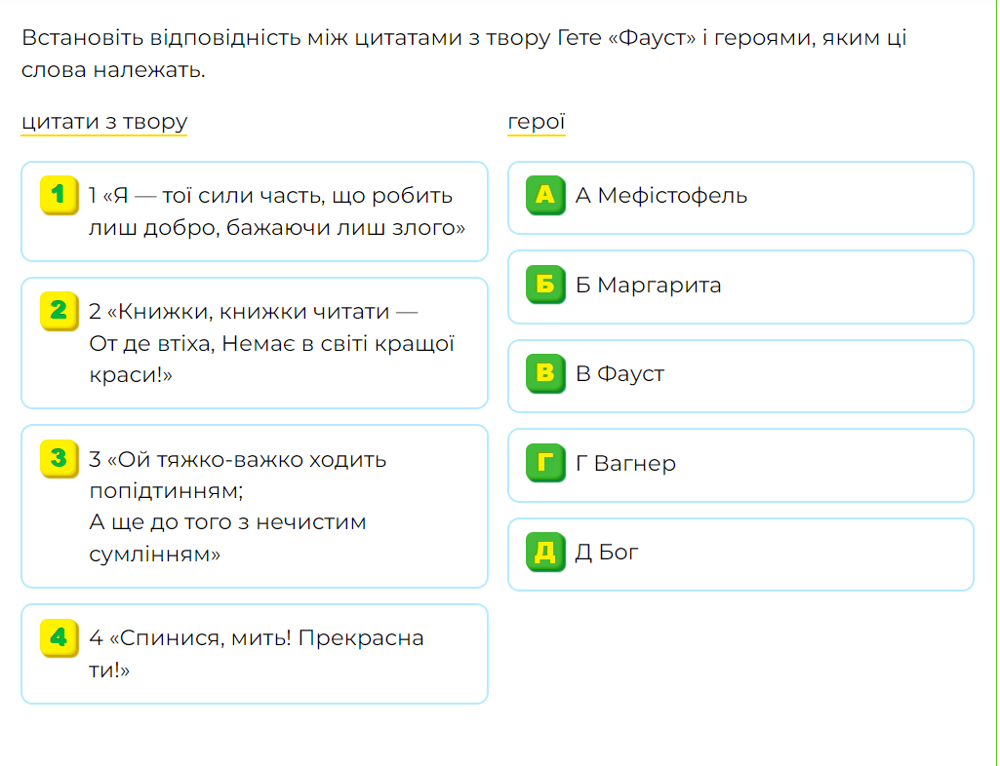 Встановіть відповідність між цитатами з твору Гете «Фауст» і героями, яким ці
слова належать.
цитати з твору
1
1 «Я — тої сили часть, що робить
лиш добро, бажаючи лиш злого»
2
2 «Книжки, книжки читати —
От де втіха, Немає в світі кращої
краси!»
3
3 «Ой тяжко-важко ходить
попідтинням;
А ще до того з нечистим
сумлінням»
4
4 «Спинися, мить! Прекрасна
ти!»
герої
А
А Мефістофель
Б
Б Маргарита
В
В Фауст
Г
Г Вагнер
Д
Д Бог